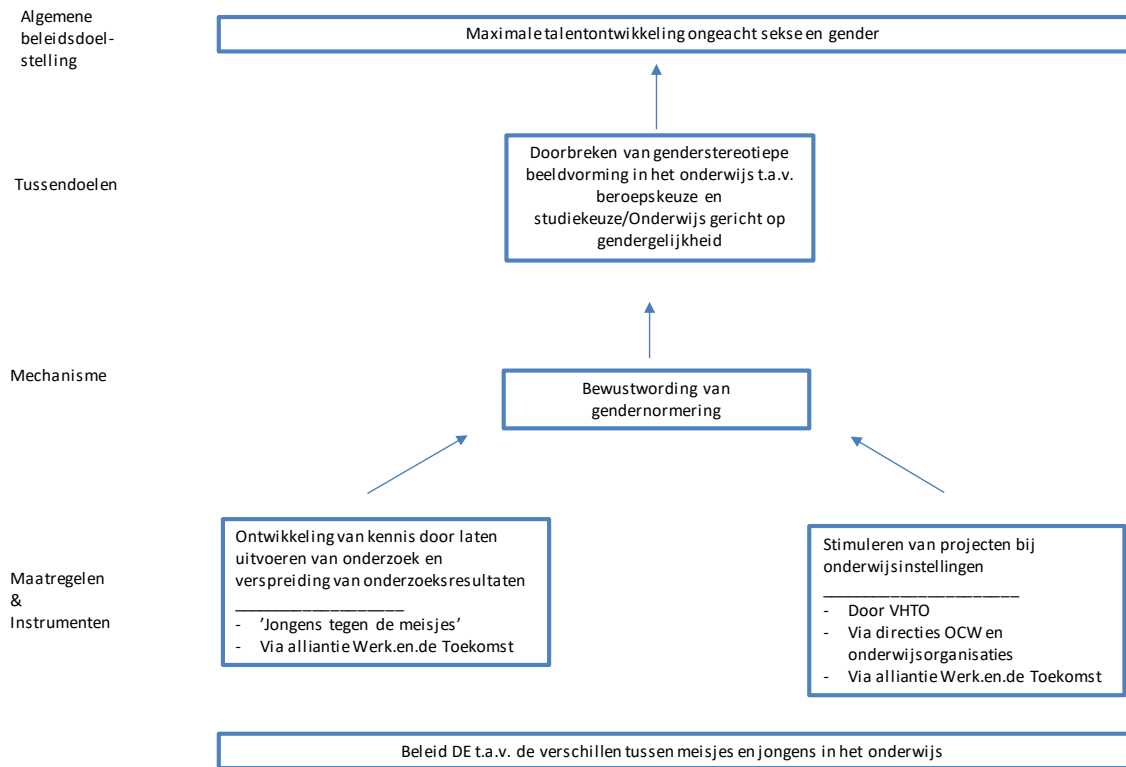 Algemene
beleidsdoel-
stelling
Maximale talentontwikkeling ongeacht sekse en gender
Tussendoelen
Doorbreken van genderstereotiepe
beeldvorming in het onderwijs t.a.v.
beroepskeuze en
studiekeuze/Onderwijs gericht op
gendergelijkheid
Mechanisme
Bewustwording van
gendernormering
Maatregelen
&
Instrumenten
Ontwikkeling van kennis door laten
uitvoeren van onderzoek en
verspreiding van onderzoeksresultaten
____________________
- 'Jongens tegen de meisjes'
- Via alliantie Werk.en.de Toekomst
Stimuleren van projecten bij
onderwijsinstellingen
_______________________
- Door VHTO
- Via directies OCW en
onderwijsorganisaties
- Via alliantie Werk.en.de Toekomst
Beleid DE t.a.v. de verschillen tussen meisjes en jongens in het onderwijs